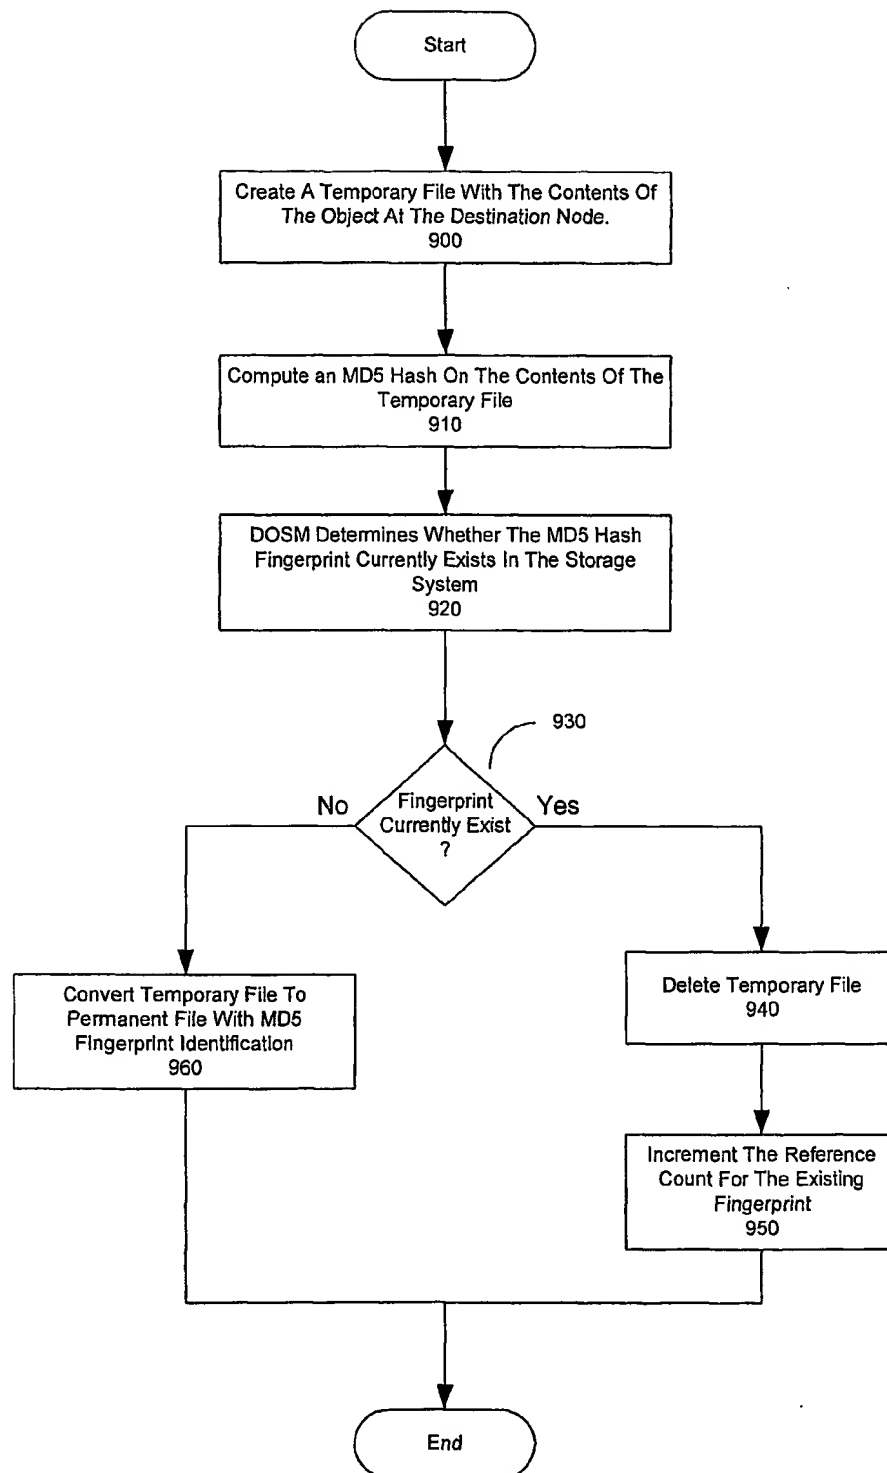 Start
Create A Temporary File With The Contents Of
The Object At The Destination Node.
900
Compute an MD5 Hash On The Contents Of The
Temporary File
910
DOSM Determines Whether The MD5 Hash
Fingerprint Currently Exists In The Storage
System
920
930
No
Fingerprint
Currently Exist
?
Yes
Convert Temporary File To
Permanent File With MD5
Fingerprint Identification
960
Delete Temporary File
940
Increment The Reference
Count For The Existing
Fingerprint
950
End